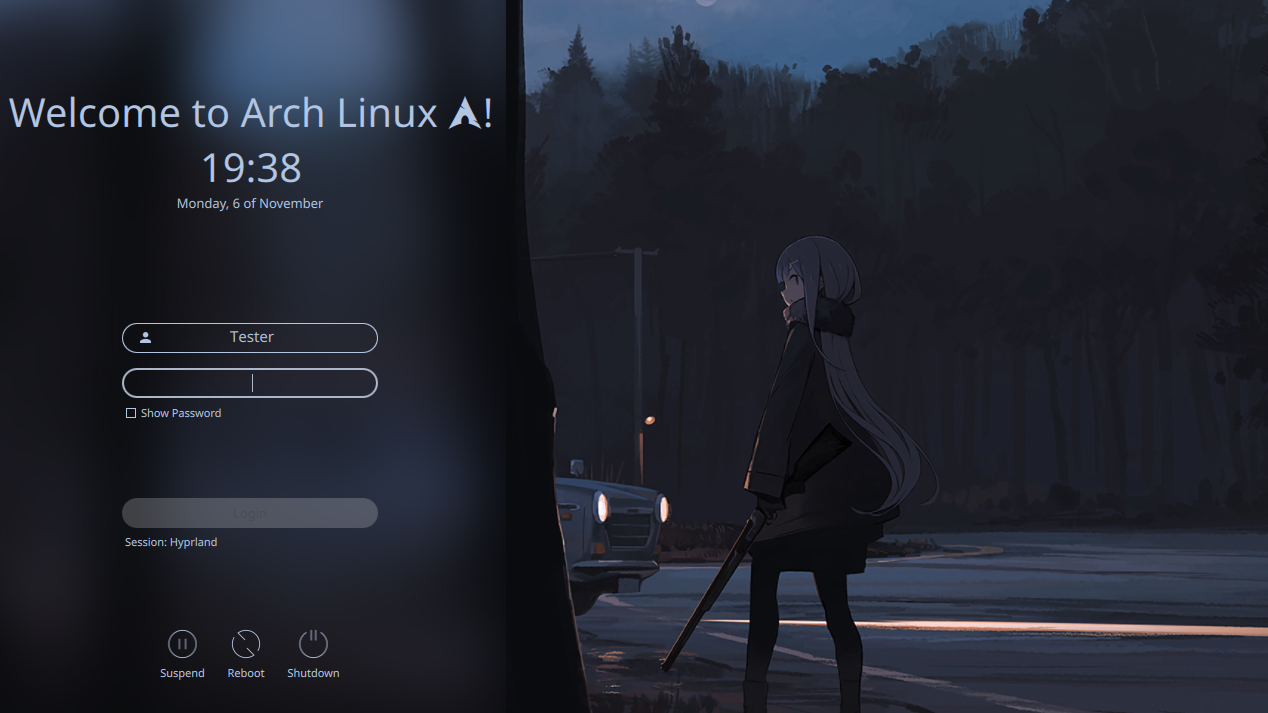 Welcome to Arch Linux !
19:38
Monday, 6 of November
Tester
Show Password
Login
Session: Hyprland
Suspend
Reboot
Shutdown